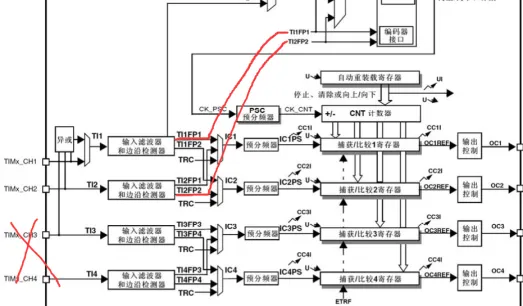 TI1FP1
TI2FP2
编码器
接口
U
自动重装载寄存器
UI
停止、清除或向上/向下
U
CK_PSC
PSC
预分频器
CK_CNT
+/-
CNT 计数器
异或
TI1
输入滤波器
和边沿检测器
TI1FP1
TI1FP2
TRC
IC1
预分频器
IC1PS
CC1I
U
捕获/比较1寄存器
CC1I
OC1REF
输出
控制
OC1
TIMx_CH1
TIMx_CH2
TI2
输入滤波器
和边沿检测器
TI2FP1
TI2FP2
TRC
IC2
预分频器
IC2PS
CC2I
U
捕获/比较2寄存器
CC2I
OC2REF
输出
控制
OC2
TIMx_CH3
TI3
输入滤波器
和边沿检测器
TI3FP3
TI3FP4
TRC
IC3
预分频器
IC3PS
CC3I
U
捕获/比较3寄存器
CC3I
OC3REF
输出
控制
OC3
TIMx_CH4
TI4
输入滤波器
和边沿检测器
TI4FP3
TI4FP4
TRC
IC4
预分频器
IC4PS
CC4I
U
捕获/比较4寄存器
CC4I
OC4REF
输出
控制
OC4
ETRF